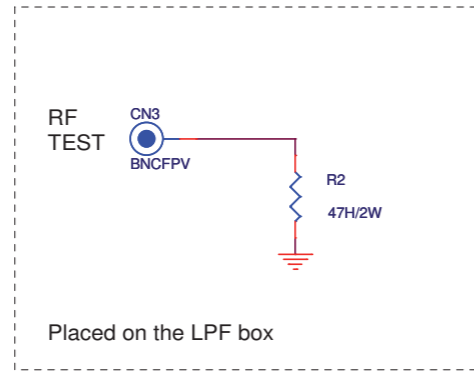 RF
TEST
CN3
BNCFPV
R2
47H/2W
Placed on the LPF box